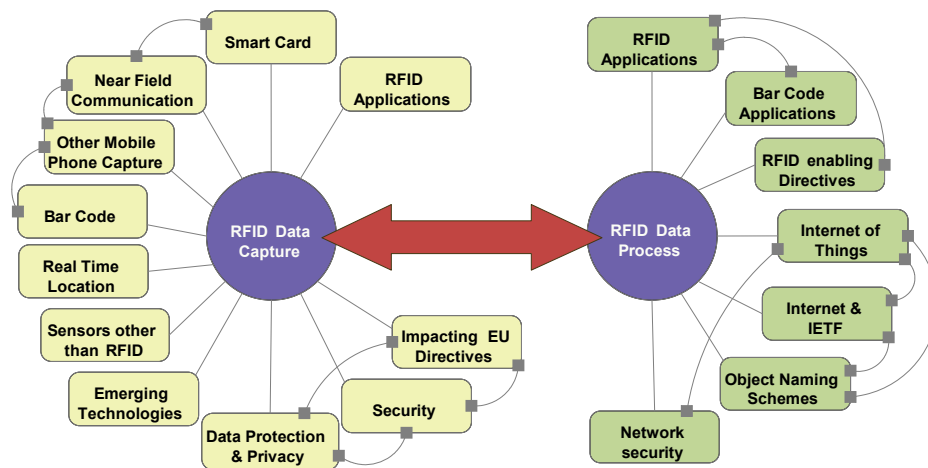 Smart Card
Near Field
Communication
RFID
Applications
Other Mobile
Phone Capture
Bar Code
RFID Data
Capture
Real Time
Location
Sensors other
than RFID
Emerging
Technologies
Data Protection
& Privacy
Security
Impacting EU
Directives
RFID
Applications
Bar Code
Applications
RFID enabling
Directives
RFID Data
Process
Internet of
Things
Internet &
IETF
Object Naming
Schemes
Network
security